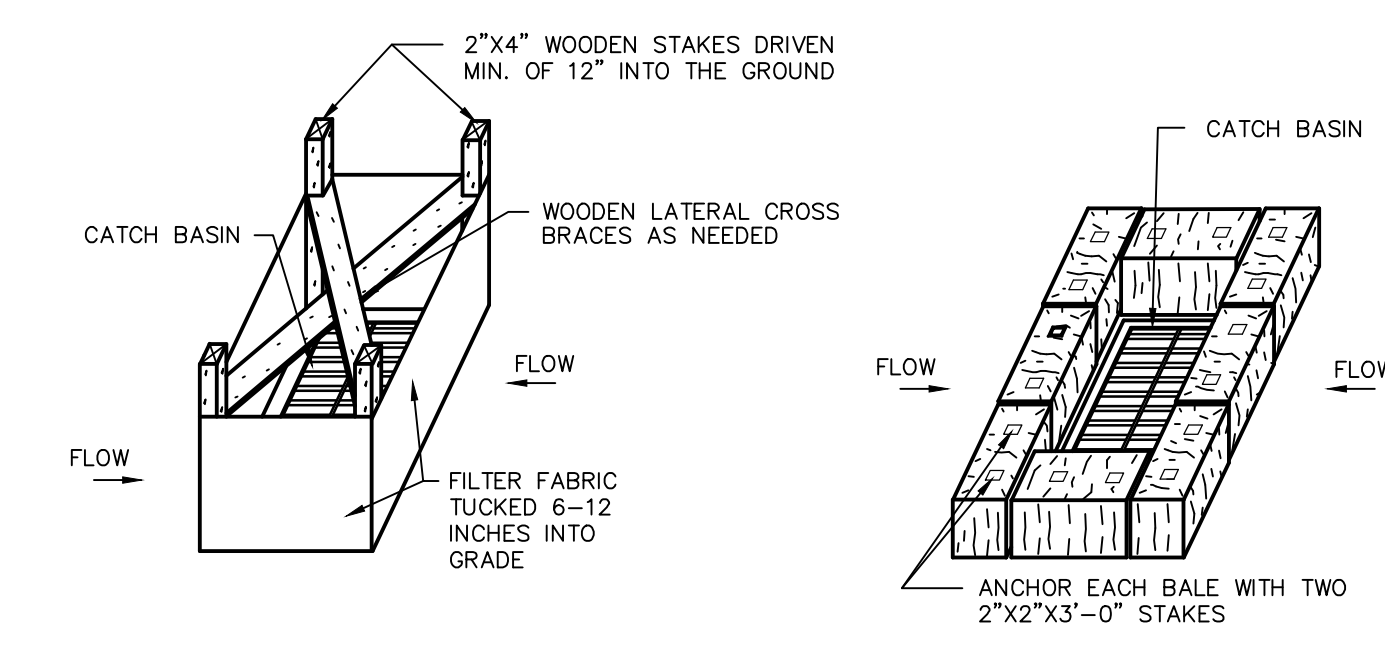 2”X4” WOODEN STAKES DRIVEN
MIN. OF 12” INTO THE GROUND
CATCH BASIN
WOODEN LATERAL CROSS
BRACES AS NEEDED
FLOW
FLOW
FILTER FABRIC
TUCKED 6–12
INCHES INTO
GRADE
CATCH BASIN
FLOW
FLOW
ANCHOR EACH BALE WITH TWO
2”X2”X3’–0” STAKES